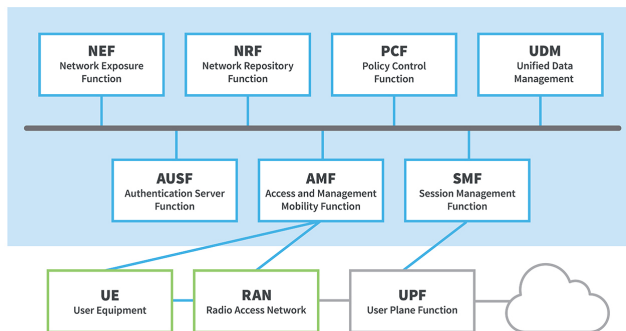 NEF
Network Exposure
Function
NRF
Network Repository
Function
PCF
Policy Control
Function
UDM
Unified Data
Management
AUSF
Authentication Server
Function
AMF
Access and Management
Mobility Function
SMF
Session Management
Function
UE
User Equipment
RAN
Radio Access Network
UPF
User Plane Function